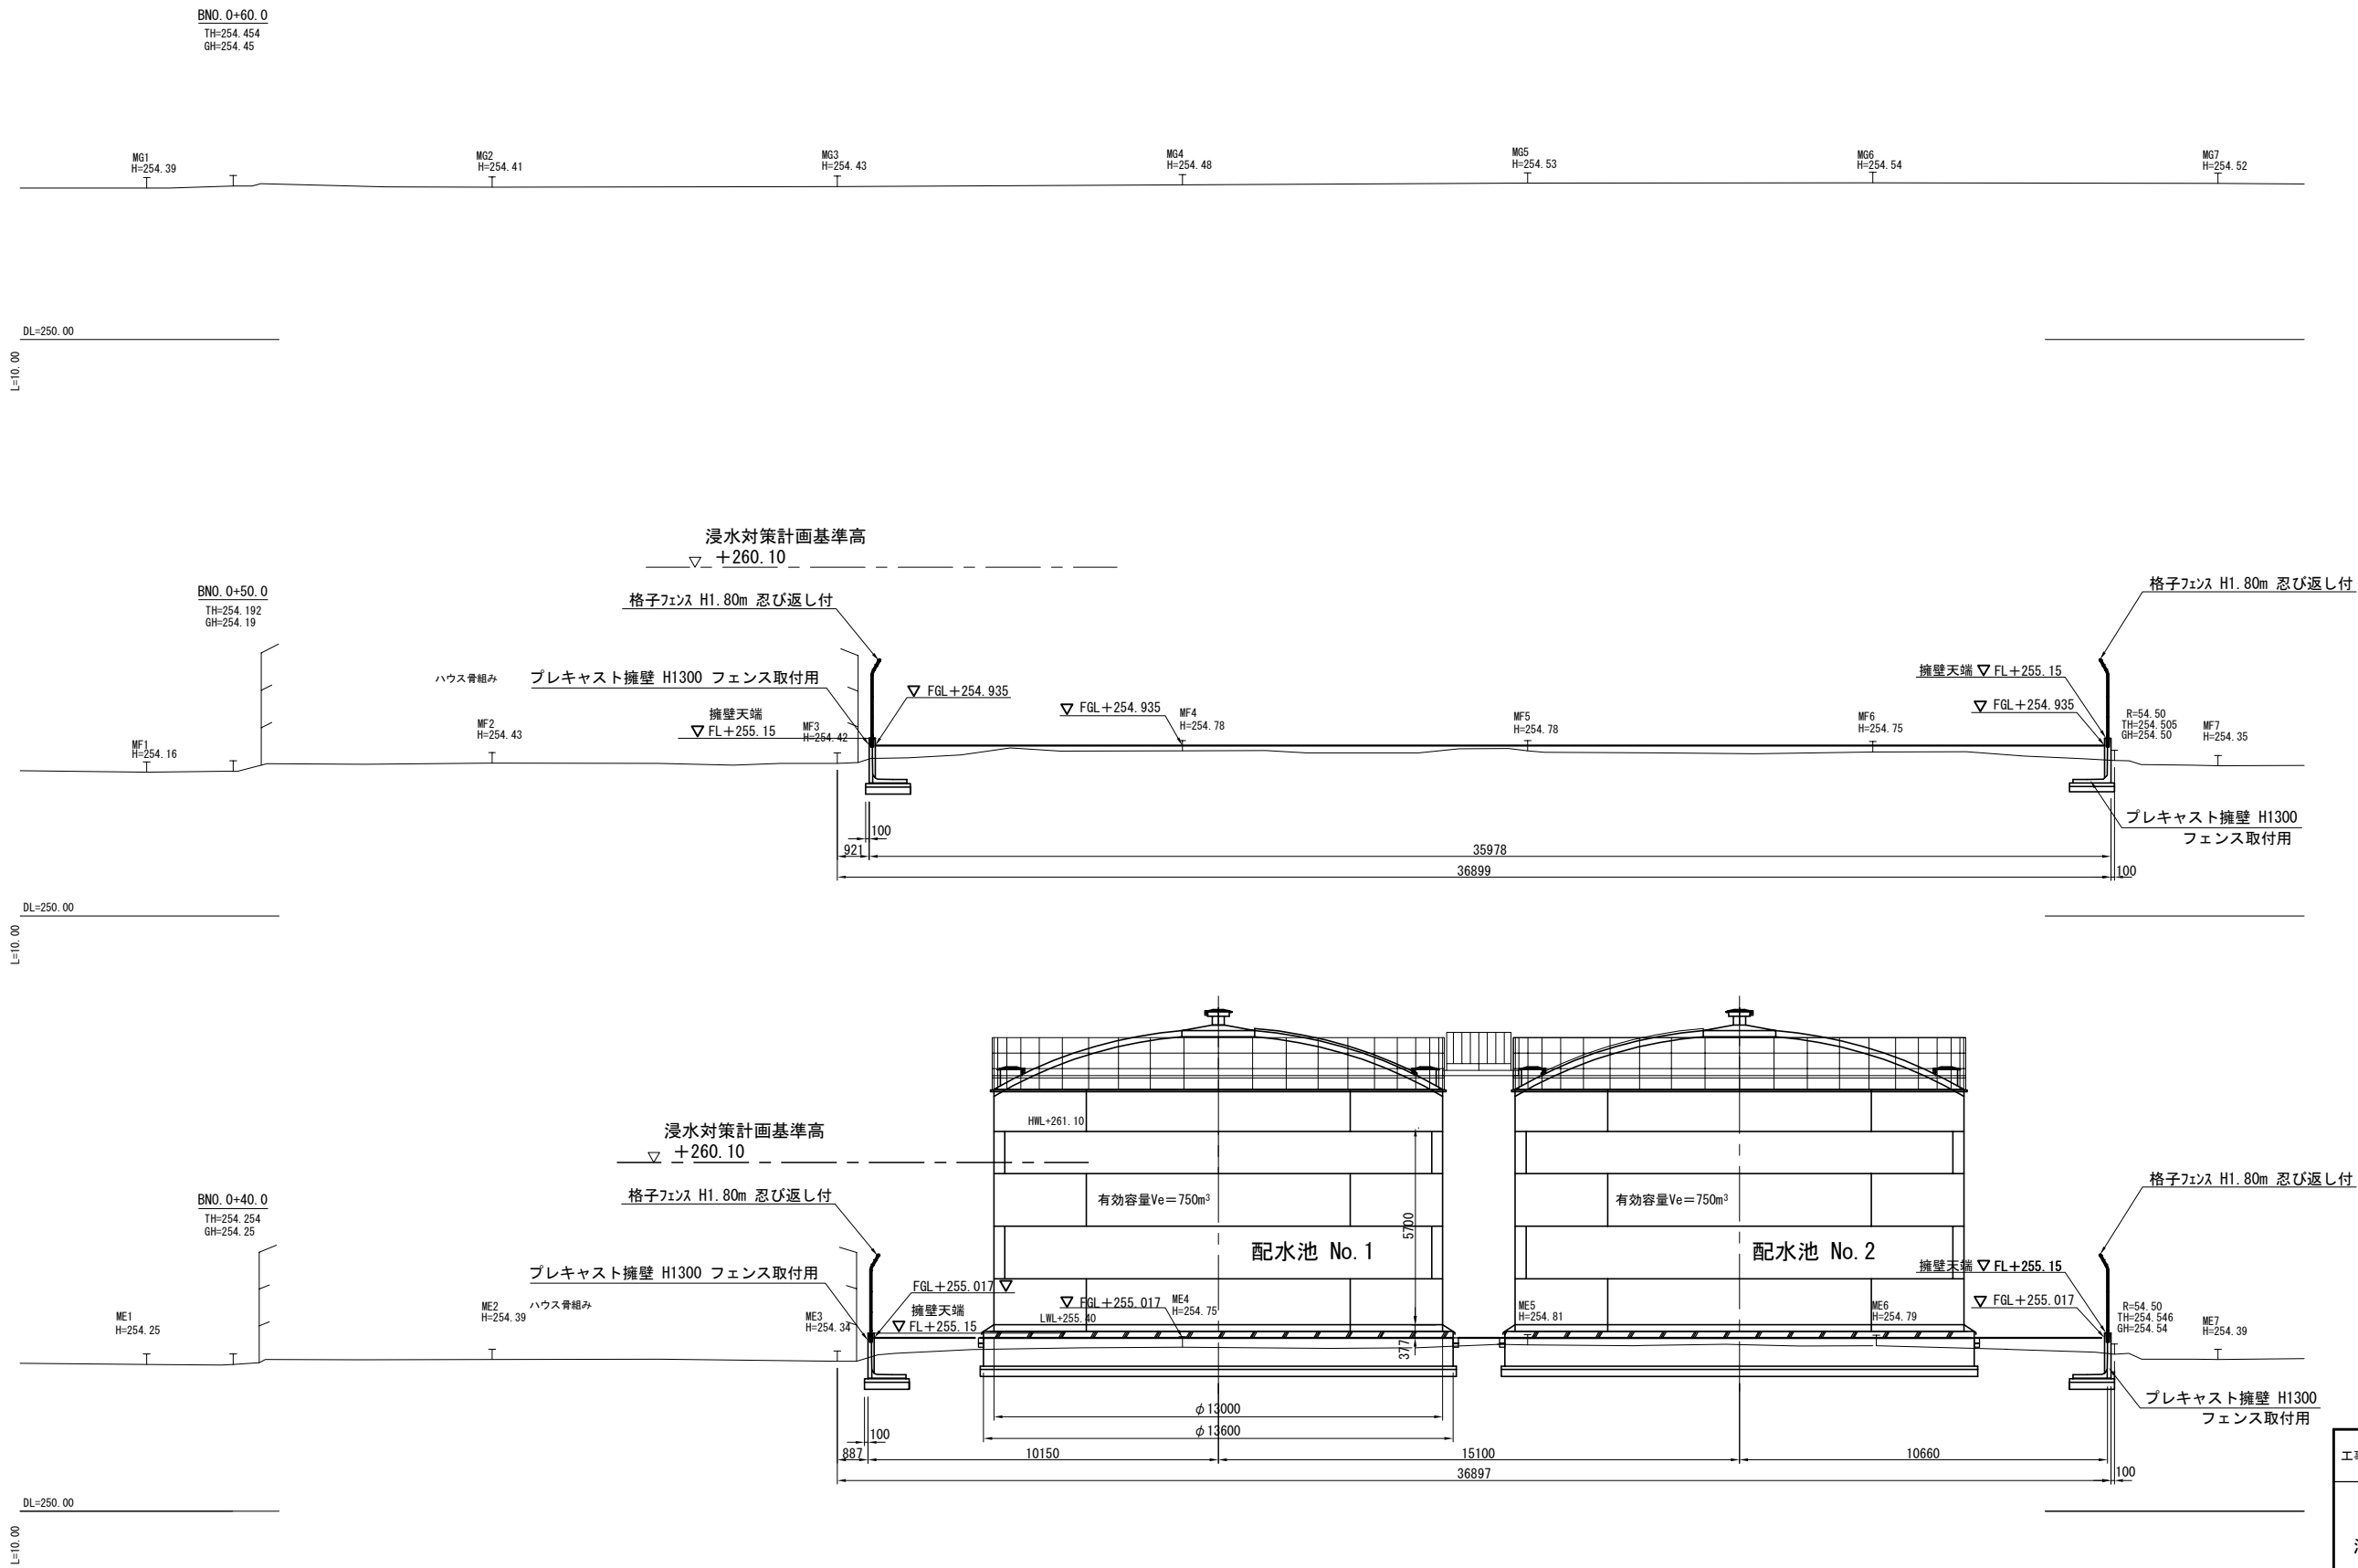 BNO. 0+60. 0
TH=254. 454
GH=254. 45
MG1
H=254. 39
MG2
H=254. 41
MG3
H=254. 43
MG4
H=254. 48
MG5
H=254. 53
MG6
H=254. 54
MG7
H=254. 52
DL=250. 00
L=10. 00
浸水対策計画基準高
▽ +260. 10
BNO. 0+50. 0
TH=254. 192
GH=254. 19
格子フェンス H1. 80m 忍び返し付
格子フェンス H1. 80m 忍び返し付
ハウス骨組み
プレキャスト擁壁 H1300 フェンス取付用
▽ FGL+254. 935
▽ FGL+254. 935
擁壁天端 ▽ FL+255. 15
▽ FGL+254. 935
擁壁天端
▽ FL+255. 15
MF1
H=254. 16
MF2
H=254. 43
MF3
H=254. 42
MF4
H=254. 78
MF5
H=254. 78
MF6
H=254. 75
R=54. 50
TH=254. 505
GH=254. 50
MF7
H=254. 35
プレキャスト擁壁 H1300
フェンス取付用
100
921
35978
36899
100
DL=250. 00
L=10. 00
浸水対策計画基準高
▽ +260. 10
HWL+261. 10
BNO. 0+40. 0
TH=254. 254
GH=254. 25
格子フェンス H1. 80m 忍び返し付
有効容量Ve=750m³
有効容量Ve=750m³
格子フェンス H1. 80m 忍び返し付
5700
配水池 No. 1
配水池 No. 2
プレキャスト擁壁 H1300 フェンス取付用
擁壁天端 ▽ FL+255. 15
FGL+255. 017 ▽
▽ FGL+255. 017
▽ FGL+255. 017
擁壁天端
▽ FL+255. 15
LWL+255. 40
ハウス骨組み
ME1
H=254. 25
ME2
H=254. 39
ME3
H=254. 34
ME4
H=254. 75
ME5
H=254. 81
ME6
H=254. 79
R=54. 50
TH=254. 546
GH=254. 54
ME7
H=254. 39
377
プレキャスト擁壁 H1300
フェンス取付用
φ13000
φ13600
100
887
10150
15100
10660
36897
100
DL=250. 00
L=10. 00